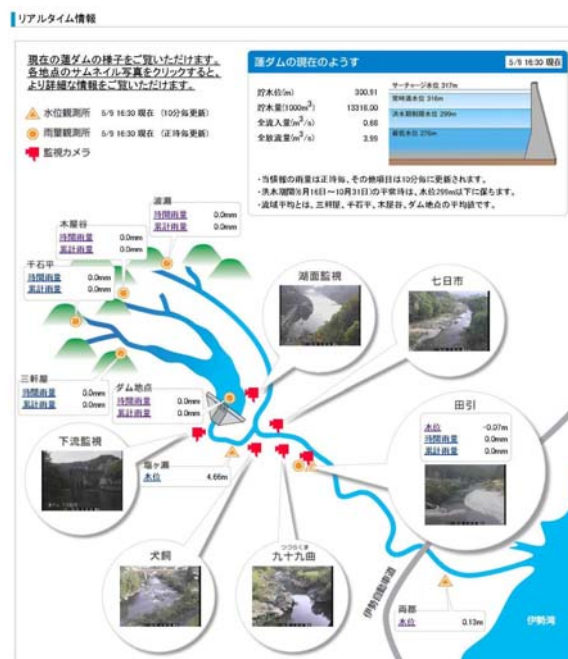 リアルタイム情報
現在の蓮ダムの様子をご覧いただけます。
各地点のサムネイル写真をクリックすると、
より詳細な情報をご覧いただけます。
水位観測所 5/9 16:30 現在 (10分毎更新)
雨量観測所 5/9 16:30 現在 (正時毎更新)
監視カメラ
蓮ダムの現在のようす
5/9 16:30 現在
貯水位(m) 300.91
貯水量(1000m³) 13316.00
全流入量(m³/s) 0.66
全放流量(m³/s) 3.99
サーチャージ水位 317m
常時満水位 316m
洪水期制限水位 299m
最低水位 276m
・当情報の雨量は正時毎、その他項目は10分毎に更新されます。
・洪水期間(6月16日～10月31日)の平常時は、水位299m以下に保ちます。
・流域平均とは、三軒屋、千石平、木屋谷、ダム地点の平均値です。
波瀬
時間雨量 0.0mm
累計雨量 0.0mm
木屋谷
時間雨量 0.0mm
累計雨量 0.0mm
千石平
時間雨量 0.0mm
累計雨量 0.0mm
三軒屋
時間雨量 0.0mm
累計雨量 0.0mm
ダム地点
時間雨量 0.0mm
累計雨量 0.0mm
湖面監視
七日市
田引
水位 -0.07m
時間雨量 0.0mm
累計雨量 0.0mm
下流監視
塩ヶ瀬
水位 4.66m
犬飼
つづらくま
九十九曲
伊勢自動車道
両郡
水位 0.13m
伊勢湾